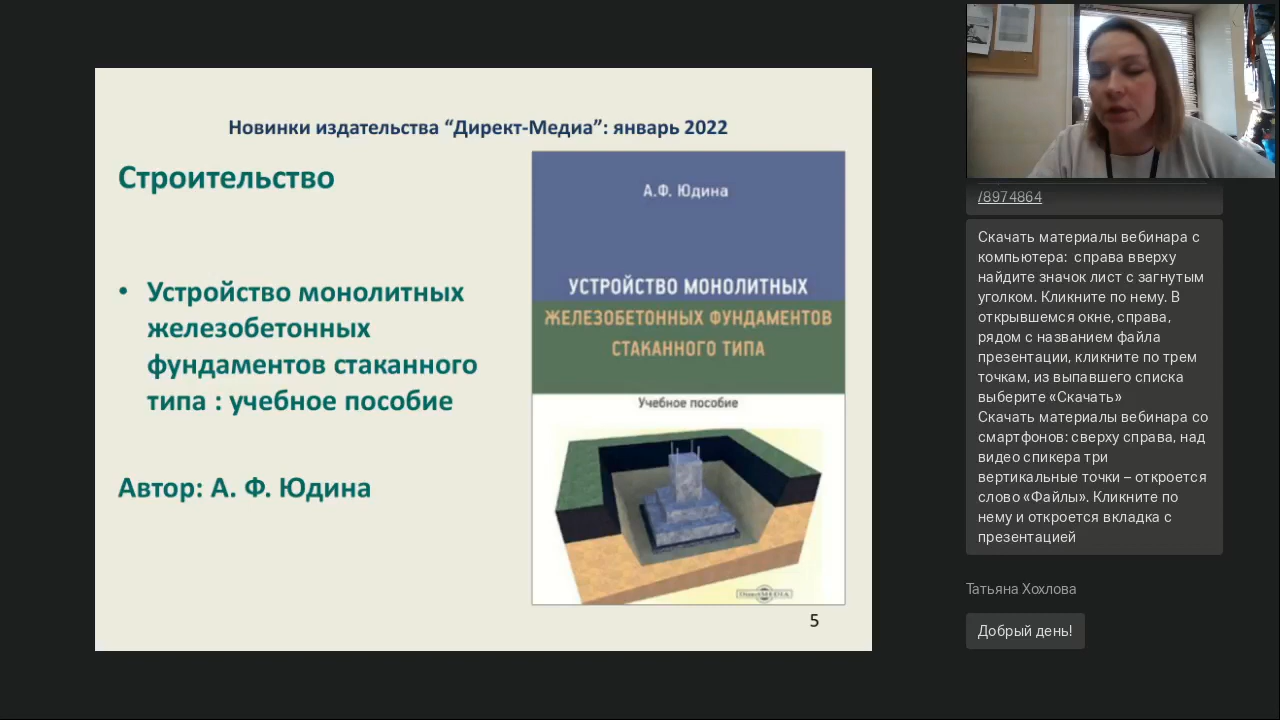 Новинки издательства “Директ-Медиа”: январь 2022
Строительство
• Устройство монолитных
железобетонных
фундаментов стаканного
типа : учебное пособие
Автор: А. Ф. Юдина
А.Ф. Юдина
УСТРОЙСТВО МОНОЛИТНЫХ
ЖЕЛЕЗОБЕТОННЫХ ФУНДАМЕНТОВ
СТАКАННОГО ТИПА
Учебное пособие
DirectMEDIA
5
/8974864
Скачать материалы вебинара с
компьютера: справа вверху
найдите значок лист с загнутым
уголком. Кликните по нему. В
открывшемся окне, справа,
рядом с названием файла
презентации, кликните по трем
точкам, из выпавшего списка
выберите «Скачать»
Скачать материалы вебинара со
смартфонов: сверху справа, над
видео спикера три
вертикальные точки – откроется
слово «Файлы». Кликните по
нему и откроется вкладка с
презентацией
Татьяна Хохлова
Добрый день!